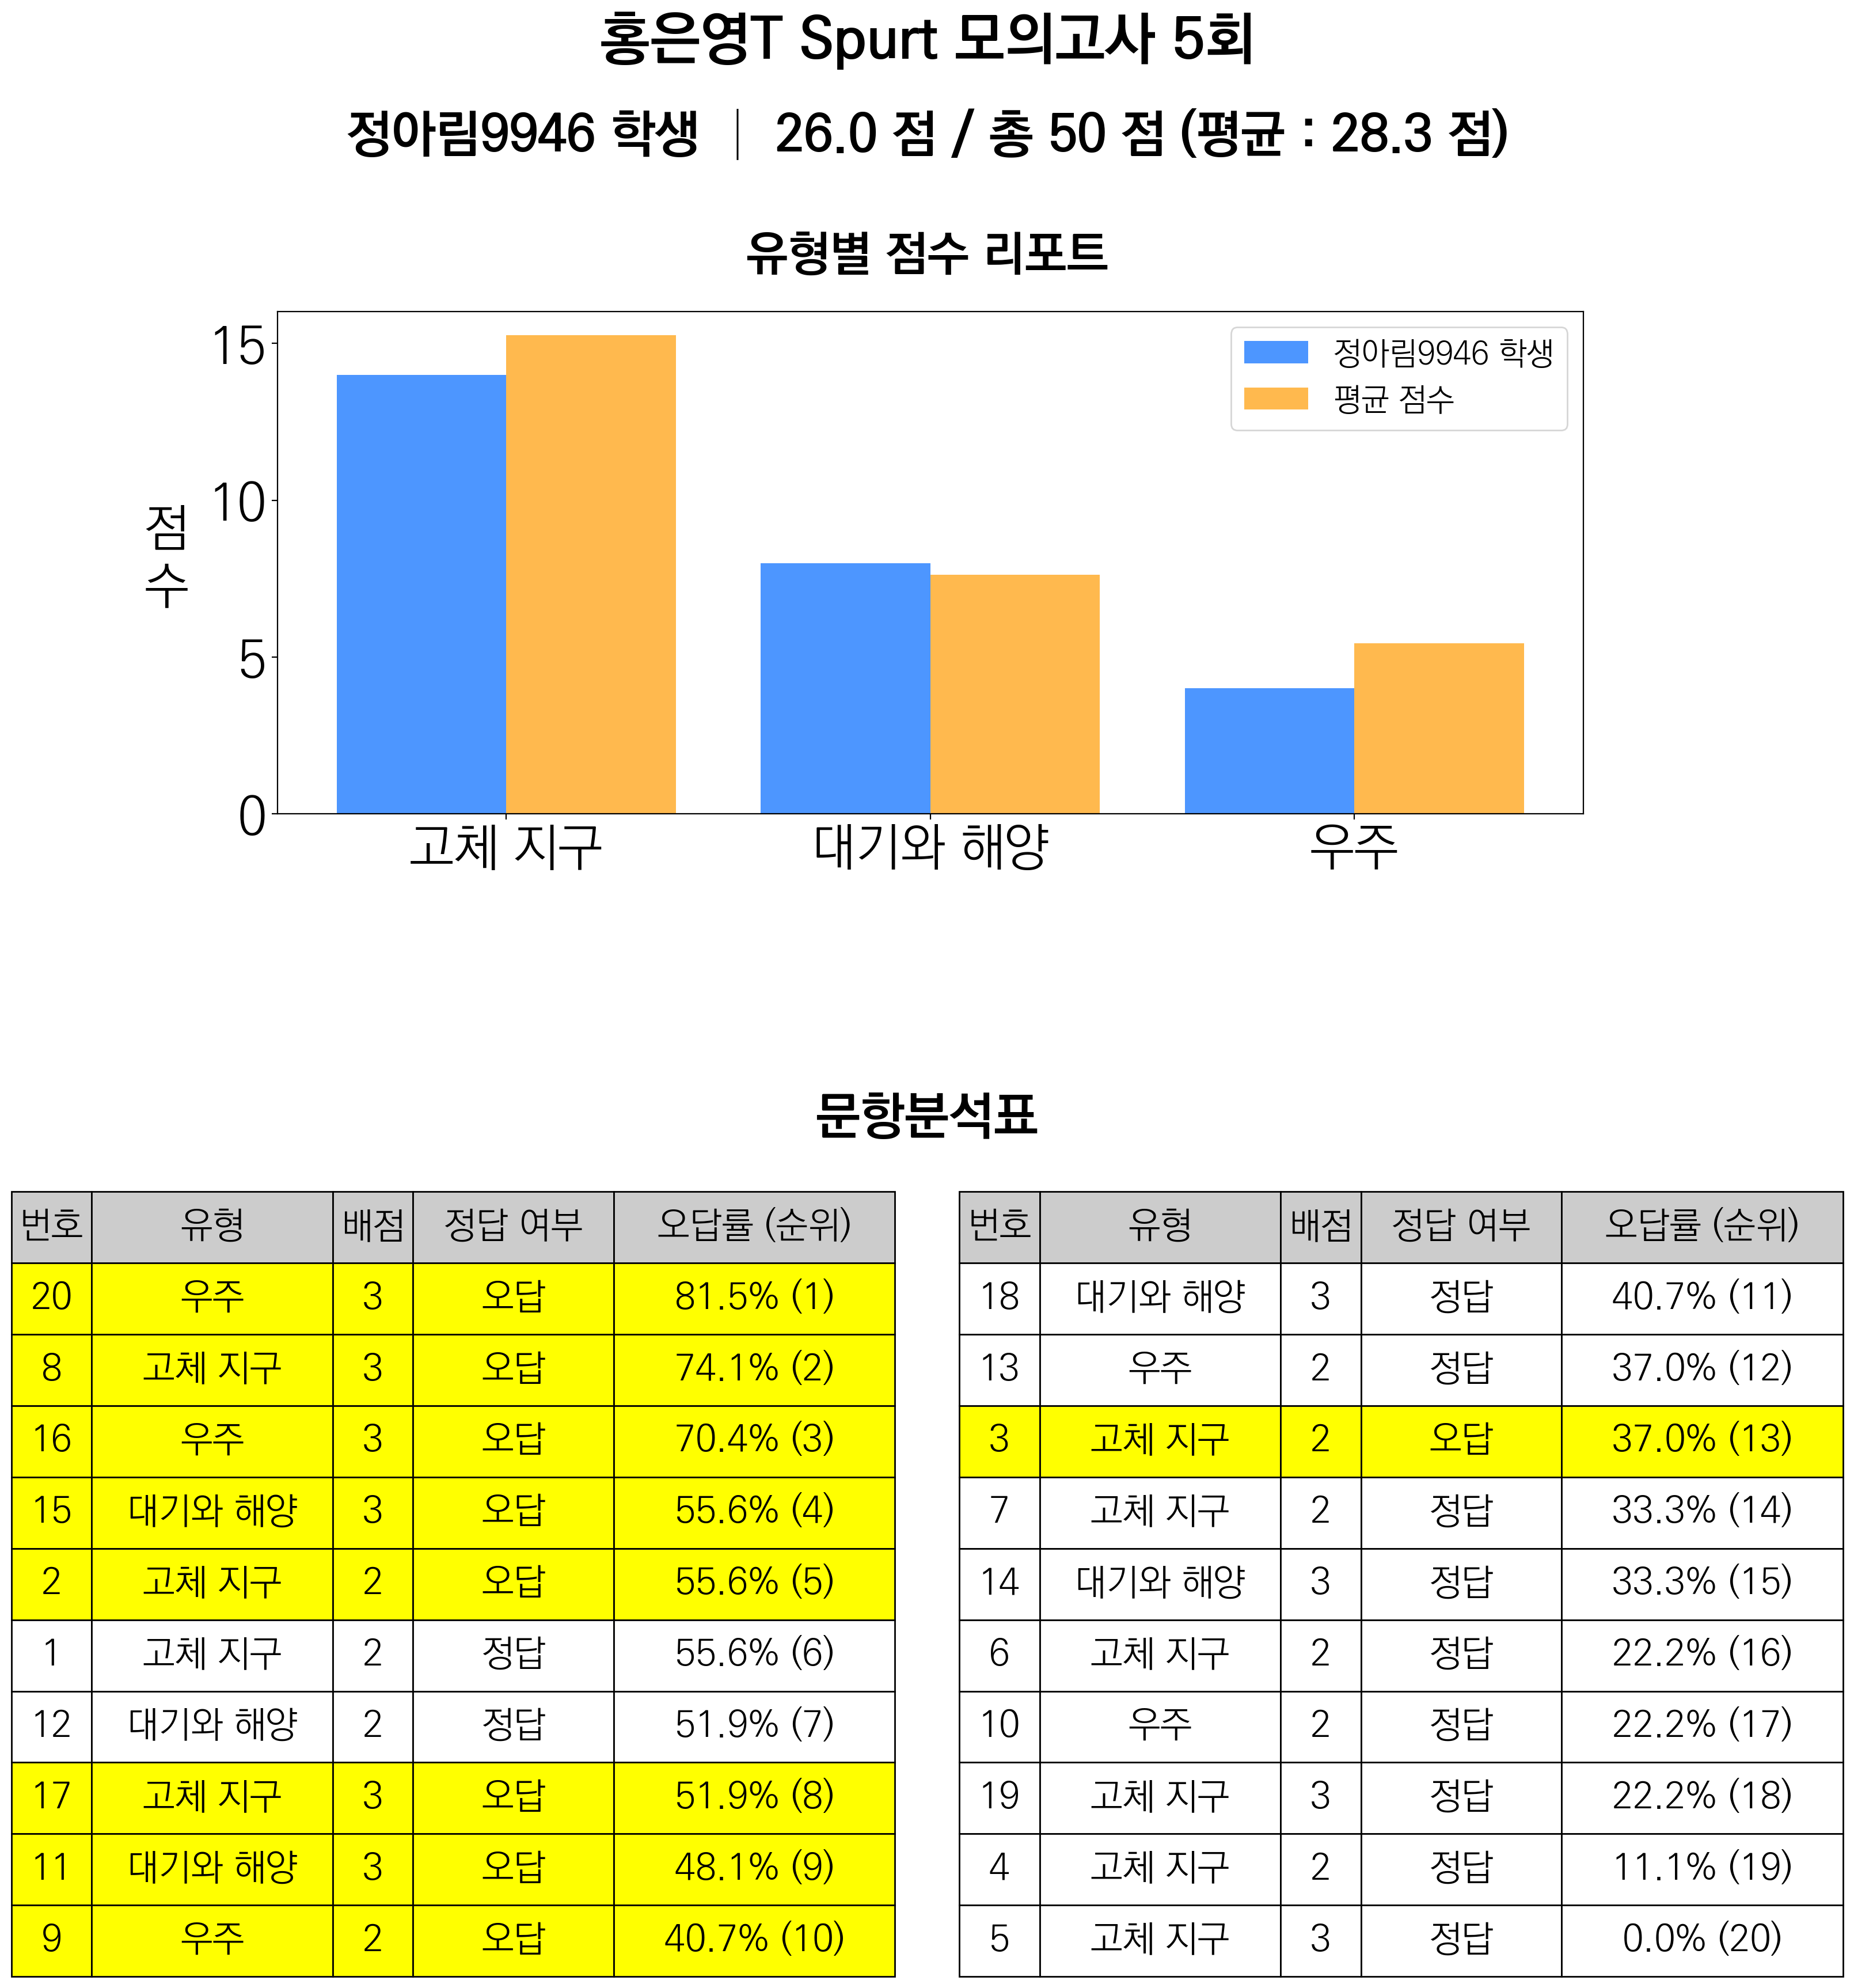 홍은영T Spurt 모의고사 5회
정아림9946 학생 | 26.0 점 / 총 50 점 (평균 : 28.3 점)
유형별 점수 리포트
정아림9946 학생
평균 점수
점수
15
10
5
0
고체 지구 대기와 해양 우주
문항분석표
번호 유형 배점 정답 여부 오답률 (순위)
20 우주 3 오답 81.5% (1)
8 고체 지구 3 오답 74.1% (2)
16 우주 3 오답 70.4% (3)
15 대기와 해양 3 오답 55.6% (4)
2 고체 지구 2 오답 55.6% (5)
1 고체 지구 2 정답 55.6% (6)
12 대기와 해양 2 정답 51.9% (7)
17 고체 지구 3 오답 51.9% (8)
11 대기와 해양 3 오답 48.1% (9)
9 우주 2 오답 40.7% (10)
번호 유형 배점 정답 여부 오답률 (순위)
18 대기와 해양 3 정답 40.7% (11)
13 우주 2 정답 37.0% (12)
3 고체 지구 2 오답 37.0% (13)
7 고체 지구 2 정답 33.3% (14)
14 대기와 해양 3 정답 33.3% (15)
6 고체 지구 2 정답 22.2% (16)
10 우주 2 정답 22.2% (17)
19 고체 지구 3 정답 22.2% (18)
4 고체 지구 2 정답 11.1% (19)
5 고체 지구 3 정답 0.0% (20)